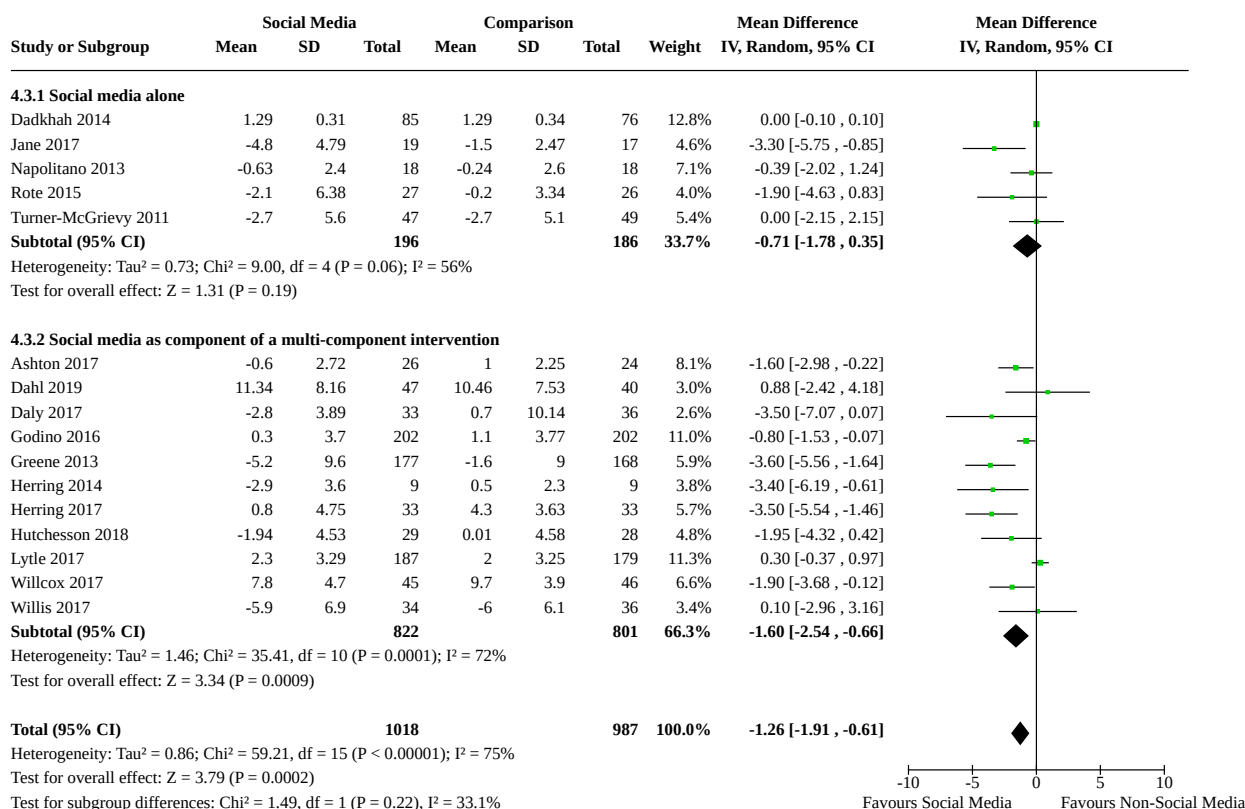 Social Media Comparison Mean Difference Mean Difference
Study or Subgroup Mean SD Total Mean SD Total Weight IV, Random, 95% CI IV, Random, 95% CI
4.3.1 Social media alone
Dadkhah 2014 1.29 0.31 85 1.29 0.34 76 12.8% 0.00 [-0.10 , 0.10]
Jane 2017 -4.8 4.79 19 -1.5 2.47 17 4.6% -3.30 [-5.75 , -0.85]
Napolitano 2013 -0.63 2.4 18 -0.24 2.6 18 7.1% -0.39 [-2.02 , 1.24]
Rote 2015 -2.1 6.38 27 -0.2 3.34 26 4.0% -1.90 [-4.63 , 0.83]
Turner-McGrievy 2011 -2.7 5.6 47 -2.7 5.1 49 5.4% 0.00 [-2.15 , 2.15]
Subtotal (95% CI) 196 186 33.7% -0.71 [-1.78 , 0.35]
Heterogeneity: Tau² = 0.73; Chi² = 9.00, df = 4 (P = 0.06); I² = 56%
Test for overall effect: Z = 1.31 (P = 0.19)
4.3.2 Social media as component of a multi-component intervention
Ashton 2017 -0.6 2.72 26 1 2.25 24 8.1% -1.60 [-2.98 , -0.22]
Dahl 2019 11.34 8.16 47 10.46 7.53 40 3.0% 0.88 [-2.42 , 4.18]
Daly 2017 -2.8 3.89 33 0.7 10.14 36 2.6% -3.50 [-7.07 , 0.07]
Godino 2016 0.3 3.7 202 1.1 3.77 202 11.0% -0.80 [-1.53 , -0.07]
Greene 2013 -5.2 9.6 177 -1.6 9 168 5.9% -3.60 [-5.56 , -1.64]
Herring 2014 -2.9 3.6 9 0.5 2.3 9 3.8% -3.40 [-6.19 , -0.61]
Herring 2017 0.8 4.75 33 4.3 3.63 33 5.7% -3.50 [-5.54 , -1.46]
Hutchesson 2018 -1.94 4.53 29 0.01 4.58 28 4.8% -1.95 [-4.32 , 0.42]
Lytle 2017 2.3 3.29 187 2 3.25 179 11.3% 0.30 [-0.37 , 0.97]
Willcox 2017 7.8 4.7 45 9.7 3.9 46 6.6% -1.90 [-3.68 , -0.12]
Willis 2017 -5.9 6.9 34 -6 6.1 36 3.4% 0.10 [-2.96 , 3.16]
Subtotal (95% CI) 822 801 66.3% -1.60 [-2.54 , -0.66]
Heterogeneity: Tau² = 1.46; Chi² = 35.41, df = 10 (P = 0.0001); I² = 72%
Test for overall effect: Z = 3.34 (P = 0.0009)
Total (95% CI) 1018 987 100.0% -1.26 [-1.91 , -0.61]
Heterogeneity: Tau² = 0.86; Chi² = 59.21, df = 15 (P < 0.00001); I² = 75%
Test for overall effect: Z = 3.79 (P = 0.0002)
-10 -5 0 5 10
Test for subgroup differences: Chi² = 1.49, df = 1 (P = 0.22), I² = 33.1%
Favours Social Media Favours Non-Social Media